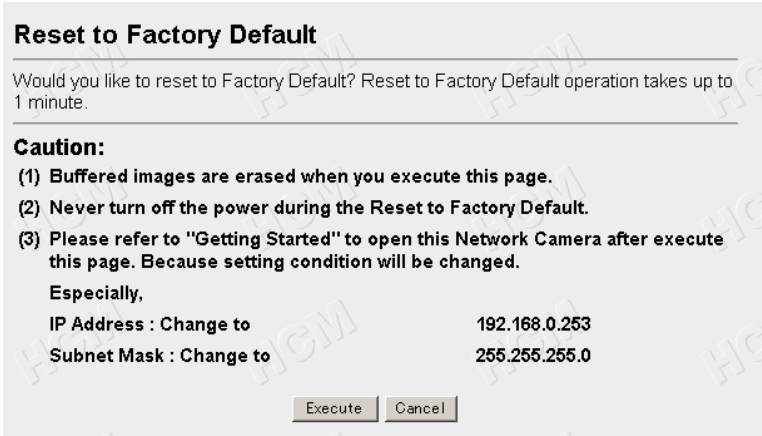 Reset to Factory Default
Would you like to reset to Factory Default? Reset to Factory Default operation takes up to
1 minute.
Caution:
(1) Buffered images are erased when you execute this page.
(2) Never turn off the power during the Reset to Factory Default.
(3) Please refer to "Getting Started" to open this Network Camera after execute
this page. Because setting condition will be changed.
Especially,
IP Address : Change to 192.168.0.253
Subnet Mask : Change to 255.255.255.0
Execute Cancel